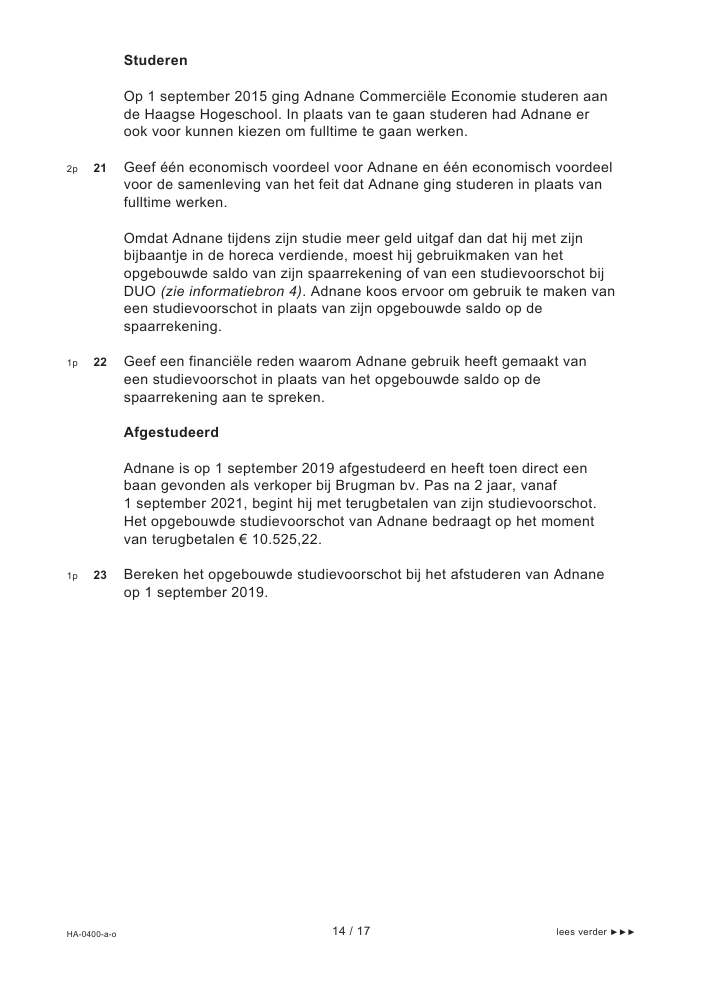 Studeren
Op 1 september 2015 ging Adnane Commerciële Economie studeren aan
de Haagse Hogeschool. In plaats van te gaan studeren had Adnane er
ook voor kunnen kiezen om fulltime te gaan werken.
2p 21 Geef één economisch voordeel voor Adnane en één economisch voordeel
voor de samenleving van het feit dat Adnane ging studeren in plaats van
fulltime werken.
Omdat Adnane tijdens zijn studie meer geld uitgaf dan dat hij met zijn
bijbaantje in de horeca verdiende, moest hij gebruikmaken van het
opgebouwde saldo van zijn spaarrekening of van een studievoorschot bij
DUO (zie informatiebron 4). Adnane koos ervoor om gebruik te maken van
een studievoorschot in plaats van zijn opgebouwde saldo op de
spaarrekening.
1p 22 Geef een financiële reden waarom Adnane gebruik heeft gemaakt van
een studievoorschot in plaats van het opgebouwde saldo op de
spaarrekening aan te spreken.
Afgestudeerd
Adnane is op 1 september 2019 afgestudeerd en heeft toen direct een
baan gevonden als verkoper bij Brugman bv. Pas na 2 jaar, vanaf
1 september 2021, begint hij met terugbetalen van zijn studievoorschot.
Het opgebouwde studievoorschot van Adnane bedraagt op het moment
van terugbetalen € 10.525,22.
1p 23 Bereken het opgebouwde studievoorschot bij het afstuderen van Adnane
op 1 september 2019.
HA-0400-a-o 14 / 17 lees verder ►►►